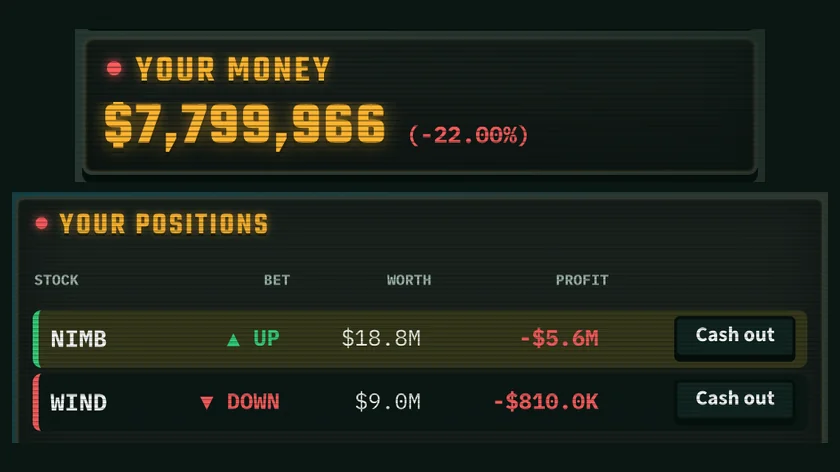 YOUR MONEY
$7,799,966 (-22.00%)
YOUR POSITIONS
STOCK BET WORTH PROFIT
NIMB ▲ UP $18.8M -$5.6M Cash out
WIND ▼ DOWN $9.0M -$810.0K Cash out